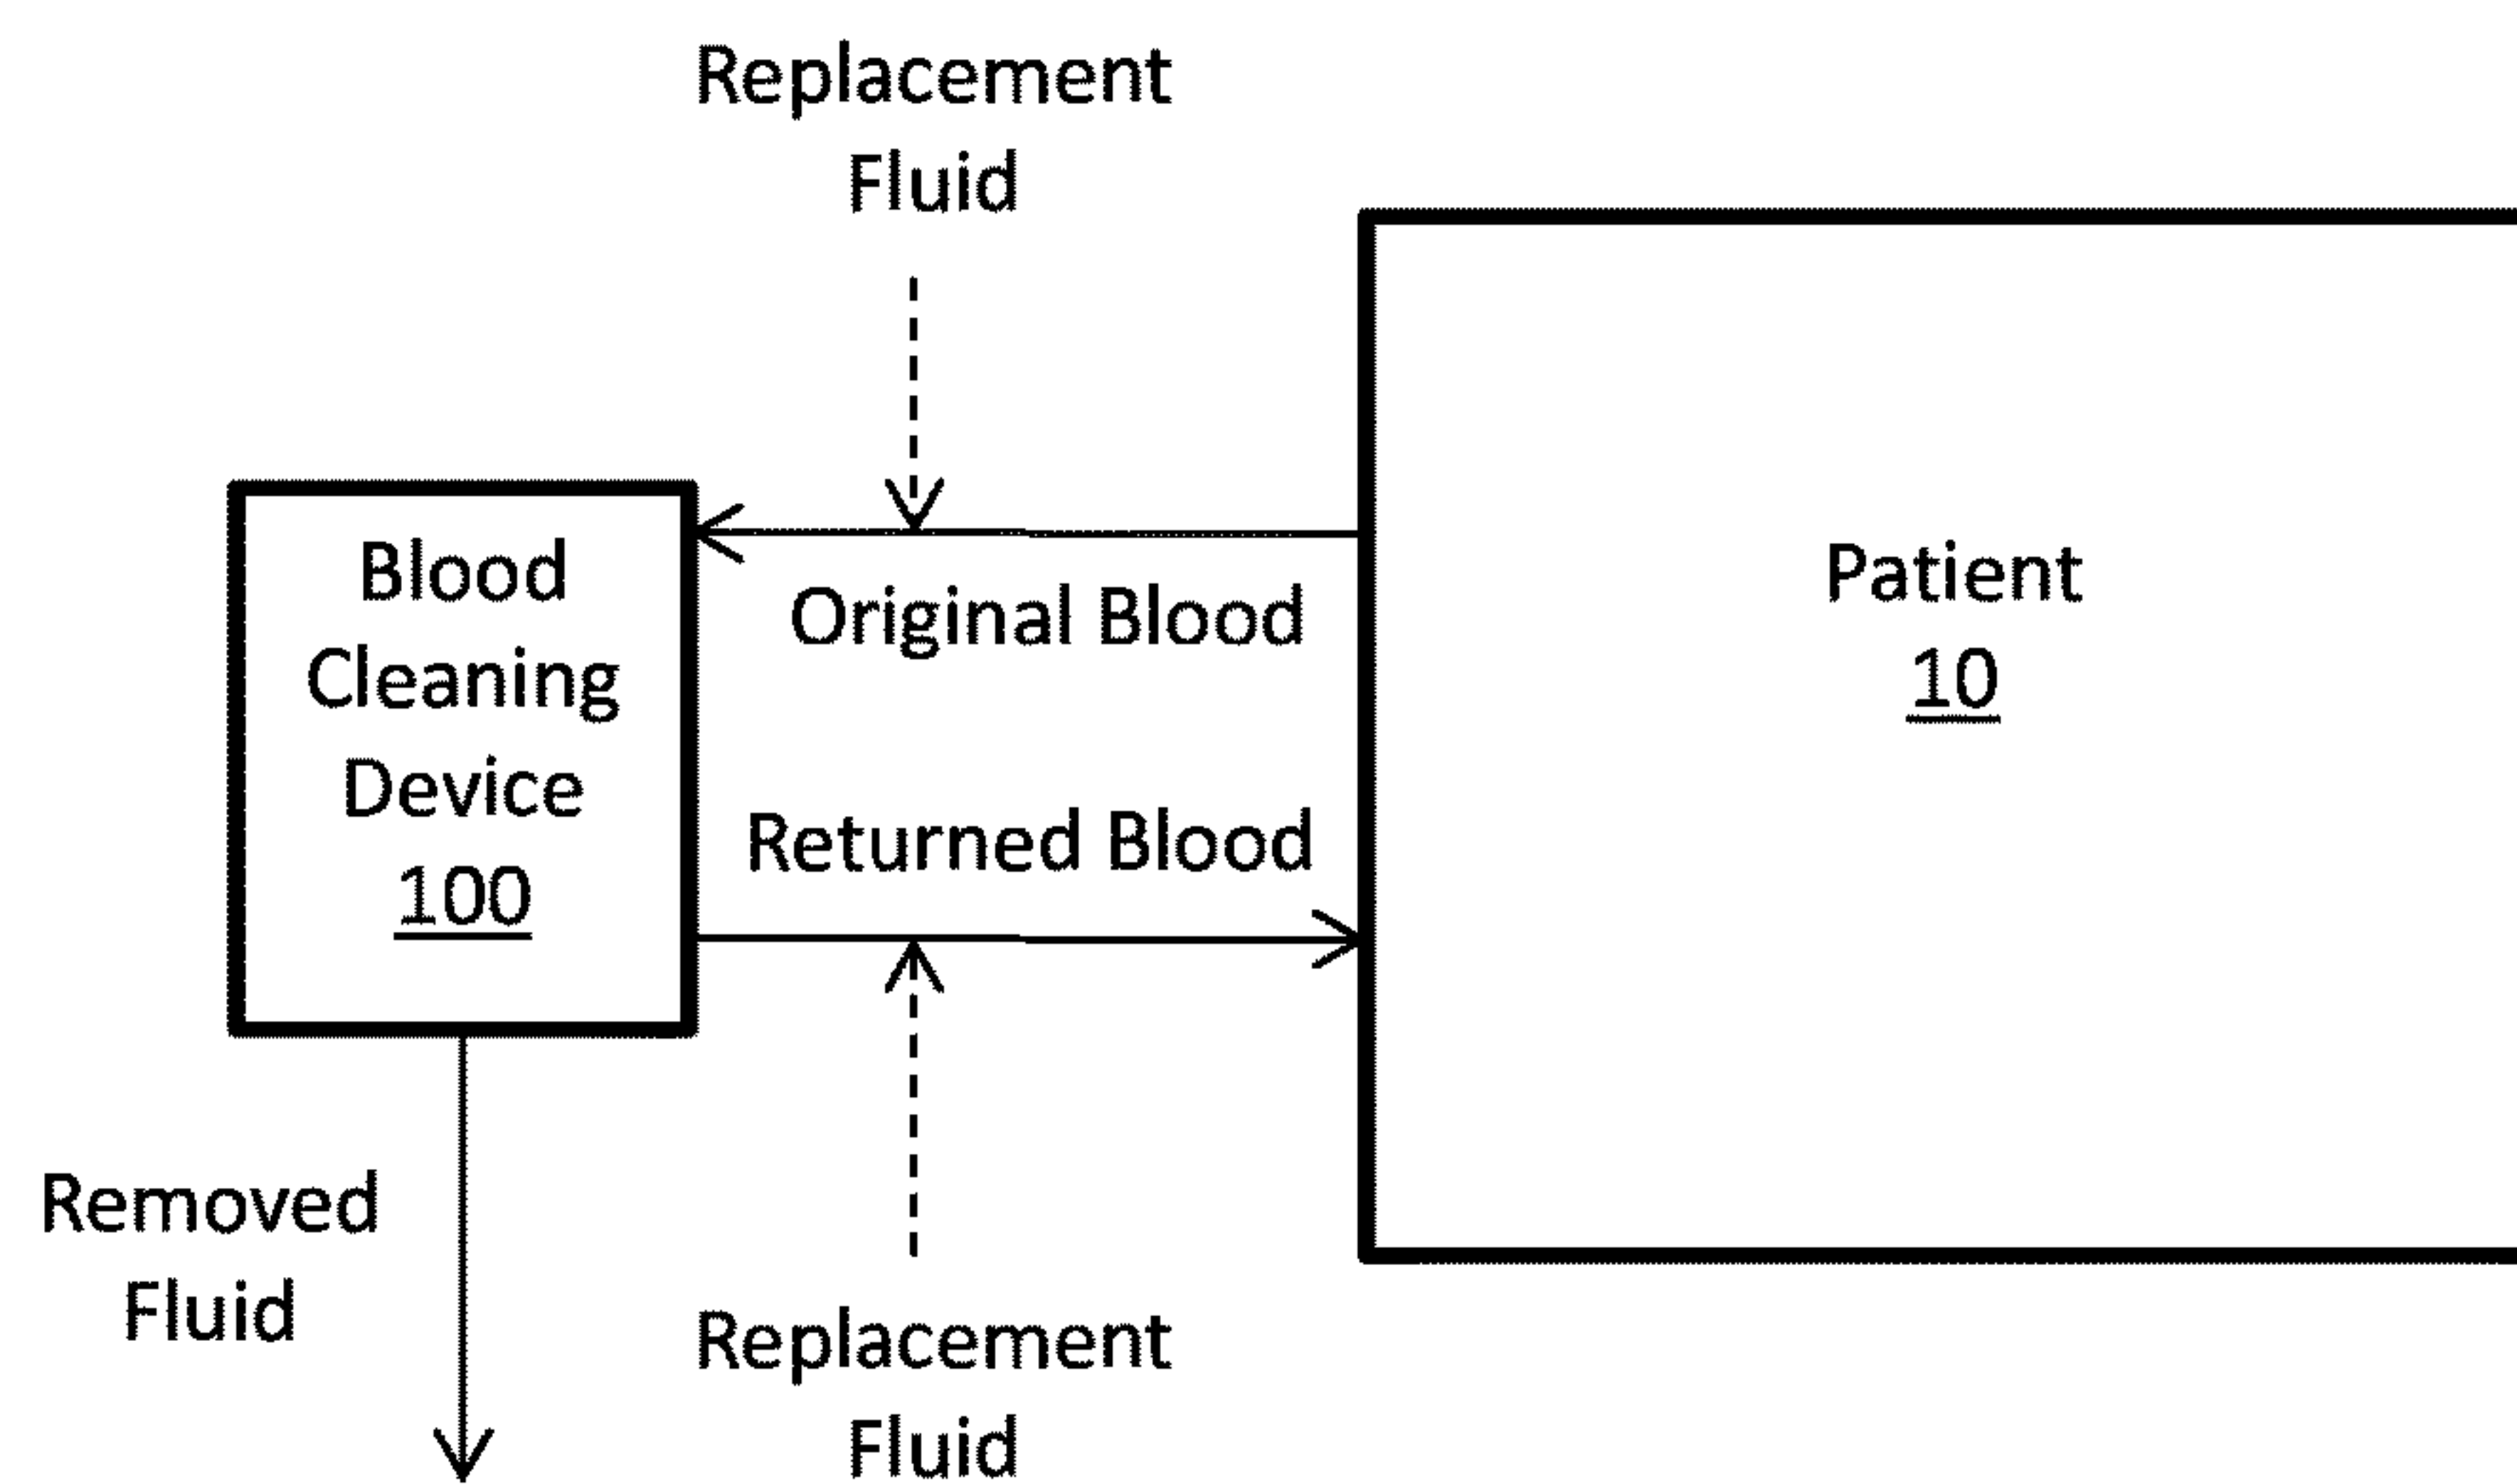 Replacement
Fluid
Blood
Cleaning
Device
100
Original Blood
Returned Blood
Patient
10
Removed
Fluid
Replacement
Fluid